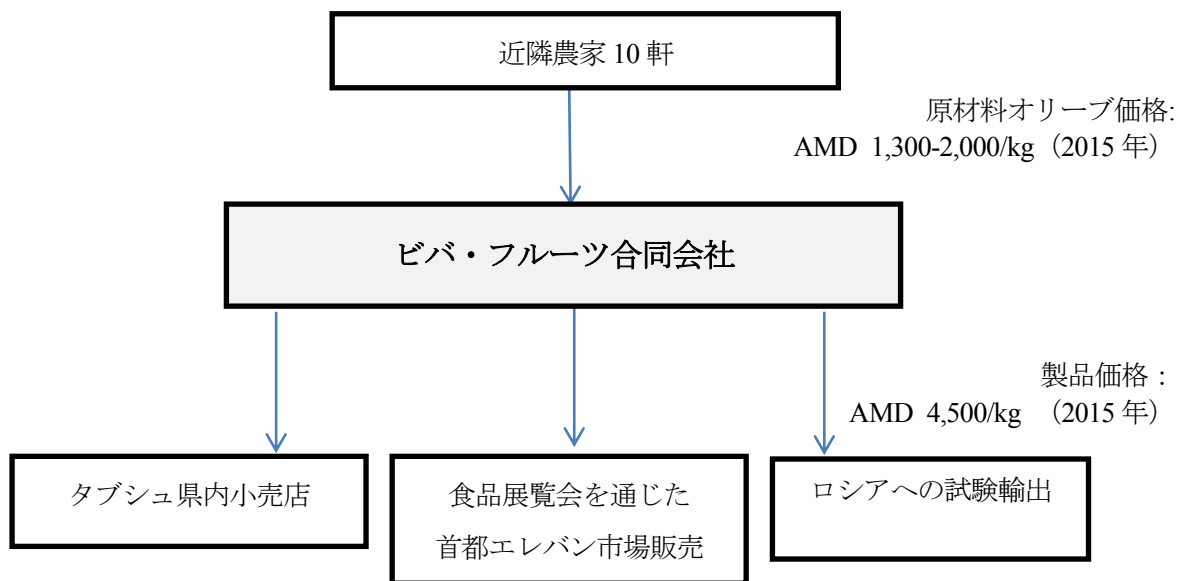 近隣農家 10 軒
原材料オリーブ価格:
AMD 1,300-2,000/kg（2015 年）
ビバ・フルーツ合同会社
製品価格：
AMD 4,500/kg （2015 年）
タブシュ県内小売店
食品展覧会を通じた
首都エレバン市場販売
ロシアへの試験輸出